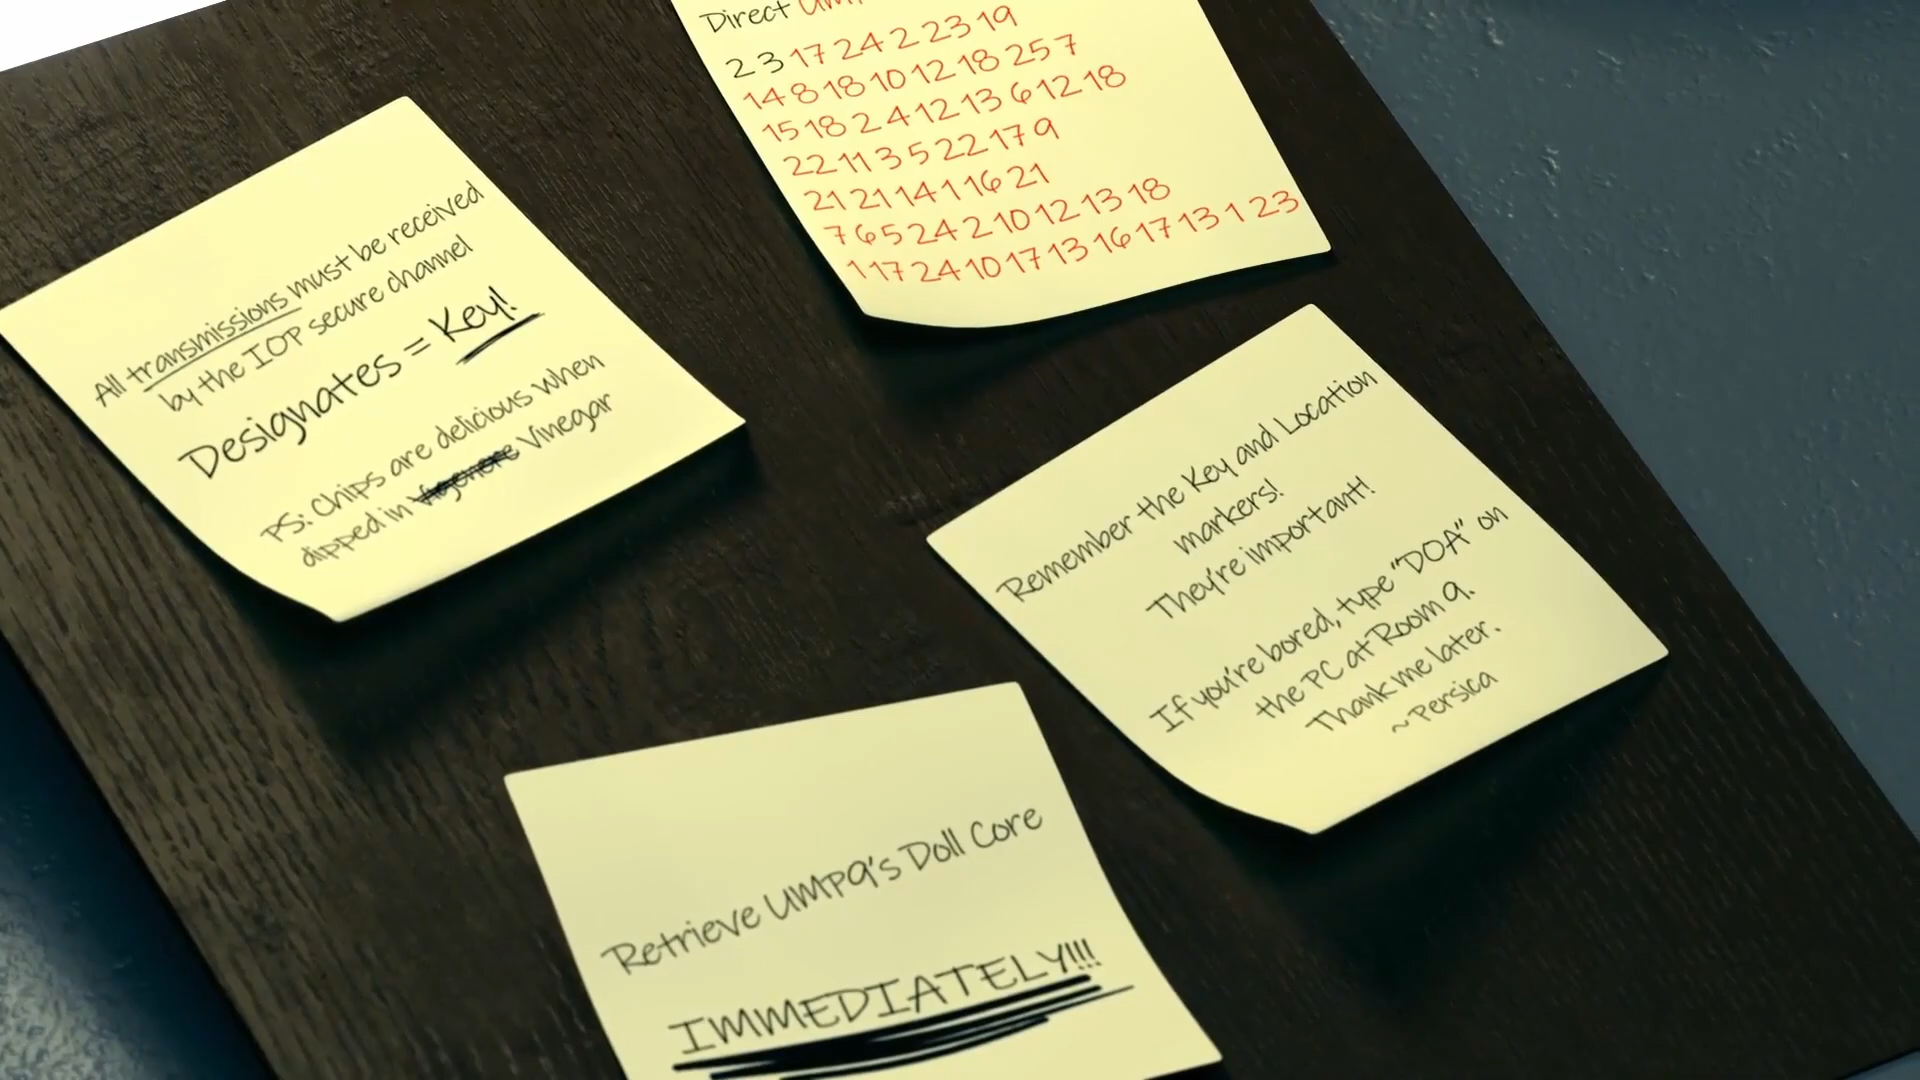 Direct
2 3 17 24 2 2 23 19
14 8 18 10 12 18 25 7
15 18 2 4 12 13 6 12 18
22 11 3 5 22 17 9
21 21 14 1 16 21
7 6 5 24 2 10 12 13 18
1 17 24 10 17 13 16 17 13 1 23
All transmissions must be received
by the IOP secure channel
Designates = Key!
PS: Chips are delicious when
dipped in Vigenere Vinegar
Remember the Key and Location
markers!
They're important!
If you're bored, type "DOA" on
the PC at Room 9.
Thank me later.
~Persica
Retrieve UMP9's Doll Core
IMMEDIATELY!!!